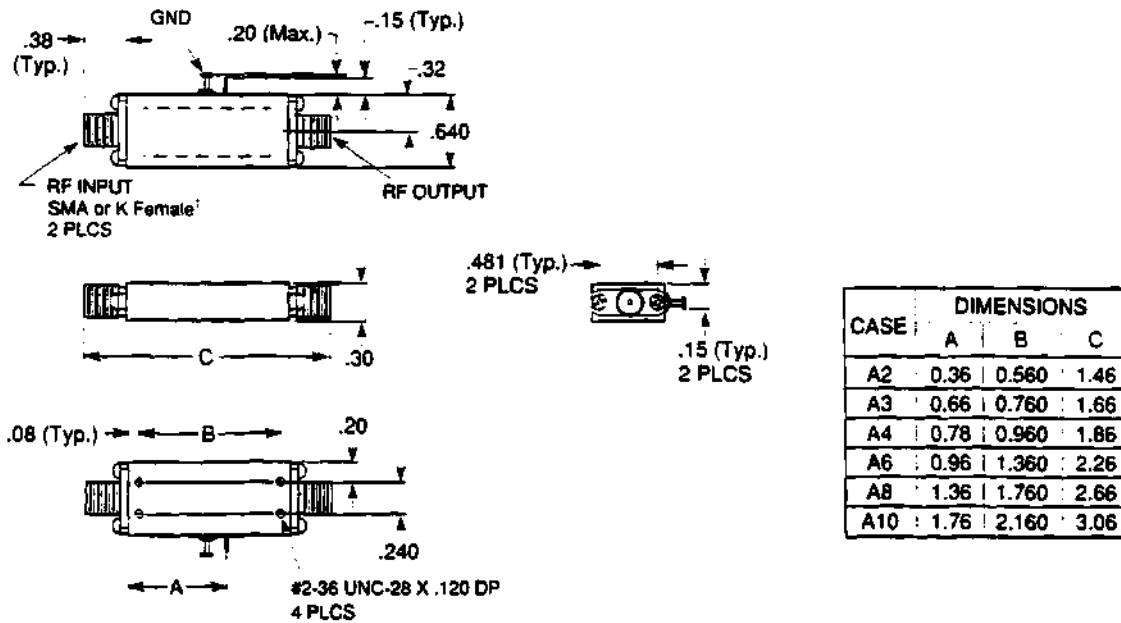 GND
.38
(Typ.)
.20 (Max.)
.15 (Typ.)
.32
.640
RF INPUT
SMA or K Female¹
2 PLCS
RF OUTPUT
.481 (Typ.)
2 PLCS
C
.30
.15 (Typ.)
2 PLCS
.08 (Typ.)
B
.20
.240
A
#2-36 UNC-28 X .120 DP
4 PLCS
CASE DIMENSIONS
A B C
A2 0.36 0.560 1.46
A3 0.66 0.760 1.66
A4 0.78 0.960 1.86
A6 0.96 1.360 2.26
A8 1.36 1.760 2.66
A10 1.76 2.160 3.06